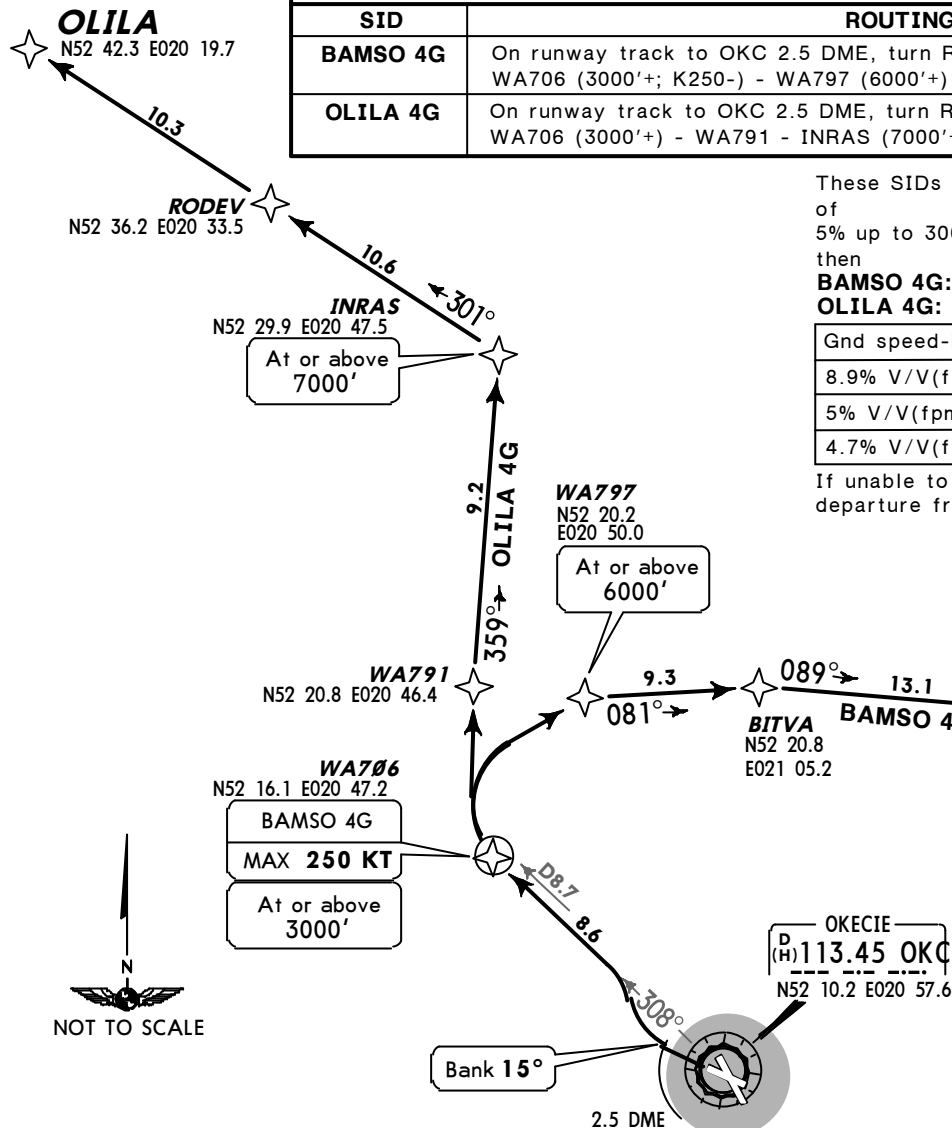 OLILA
N52 42.3 E020 19.7
SID ROUTING
BAMSO 4G On runway track to OKC 2.5 DME, turn R
WA706 (3000'+; K250-) - WA797 (6000'+)
OLILA 4G On runway track to OKC 2.5 DME, turn R
WA706 (3000'+) - WA791 - INRAS (7000'+
10.3
RODEV
N52 36.2 E020 33.5
These SIDs
of
5% up to 300
then
BAMSO 4G:
OLILA 4G:
Gnd speed-
8.9% V/V(f
5% V/V(fpm
4.7% V/V(f
If unable to
departure fr
10.6
301°
INRAS
N52 29.9 E020 47.5
At or above
7000'
9.2
359° OLILA 4G
WA797
N52 20.2
E020 50.0
At or above
6000'
WA791
N52 20.8 E020 46.4
9.3
081°
089°
13.1
BAMSO 4
BITVA
N52 20.8
E021 05.2
WA7Ø6
N52 16.1 E020 47.2
BAMSO 4G
MAX 250 KT
At or above
3000'
D8.7
8.6
308°
OKECIE
D
(H) 113.45 OKC
N52 10.2 E020 57.6
N
NOT TO SCALE
Bank 15°
2.5 DME